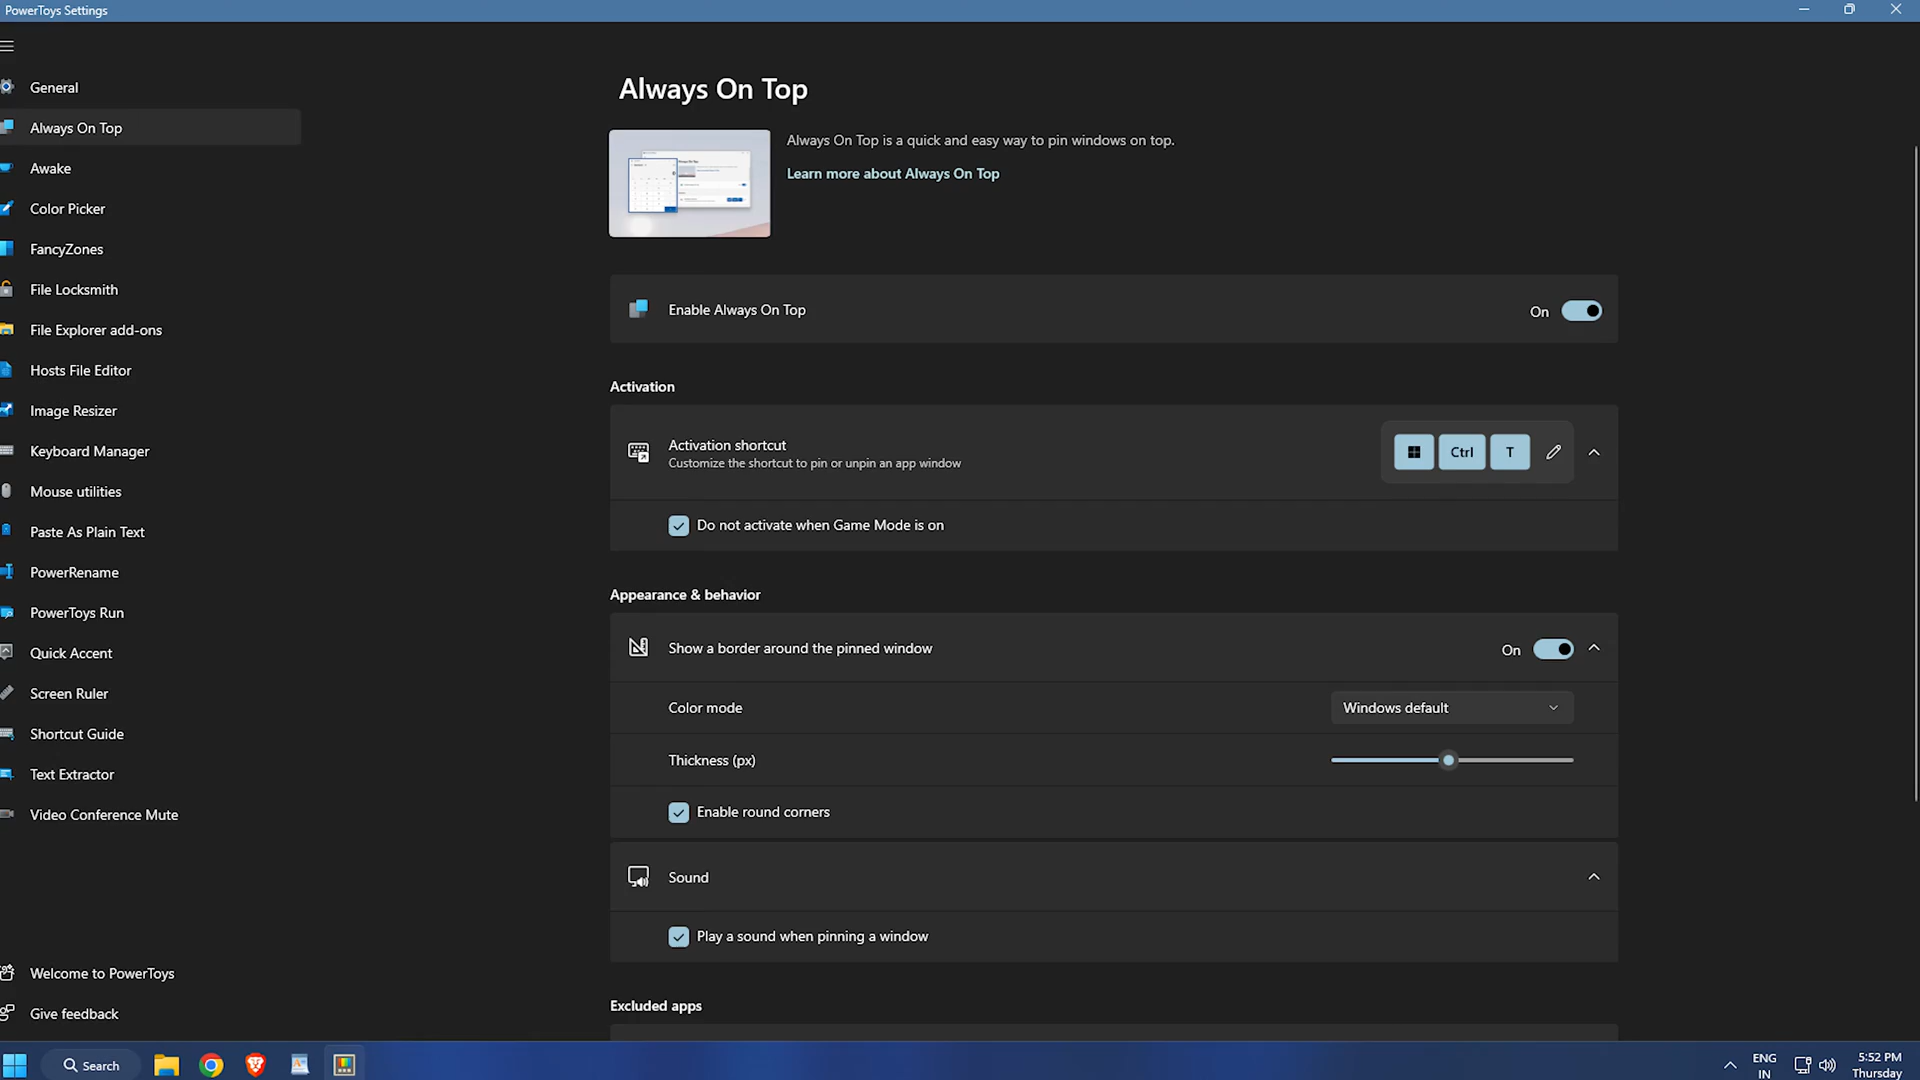 PowerToys Settings
General
Always On Top
Awake
Color Picker
FancyZones
File Locksmith
File Explorer add-ons
Hosts File Editor
Image Resizer
Keyboard Manager
Mouse utilities
Paste As Plain Text
PowerRename
PowerToys Run
Quick Accent
Screen Ruler
Shortcut Guide
Text Extractor
Video Conference Mute
Welcome to PowerToys
Give feedback
Always On Top
Always On Top is a quick and easy way to pin windows on top.
Learn more about Always On Top
Enable Always On Top
On
Activation
Activation shortcut
Customize the shortcut to pin or unpin an app window
Ctrl
T
Do not activate when Game Mode is on
Appearance & behavior
Show a border around the pinned window
On
Color mode
Windows default
Thickness (px)
Enable round corners
Sound
Play a sound when pinning a window
Excluded apps
Search
ENG
IN
5:52 PM
Thursday